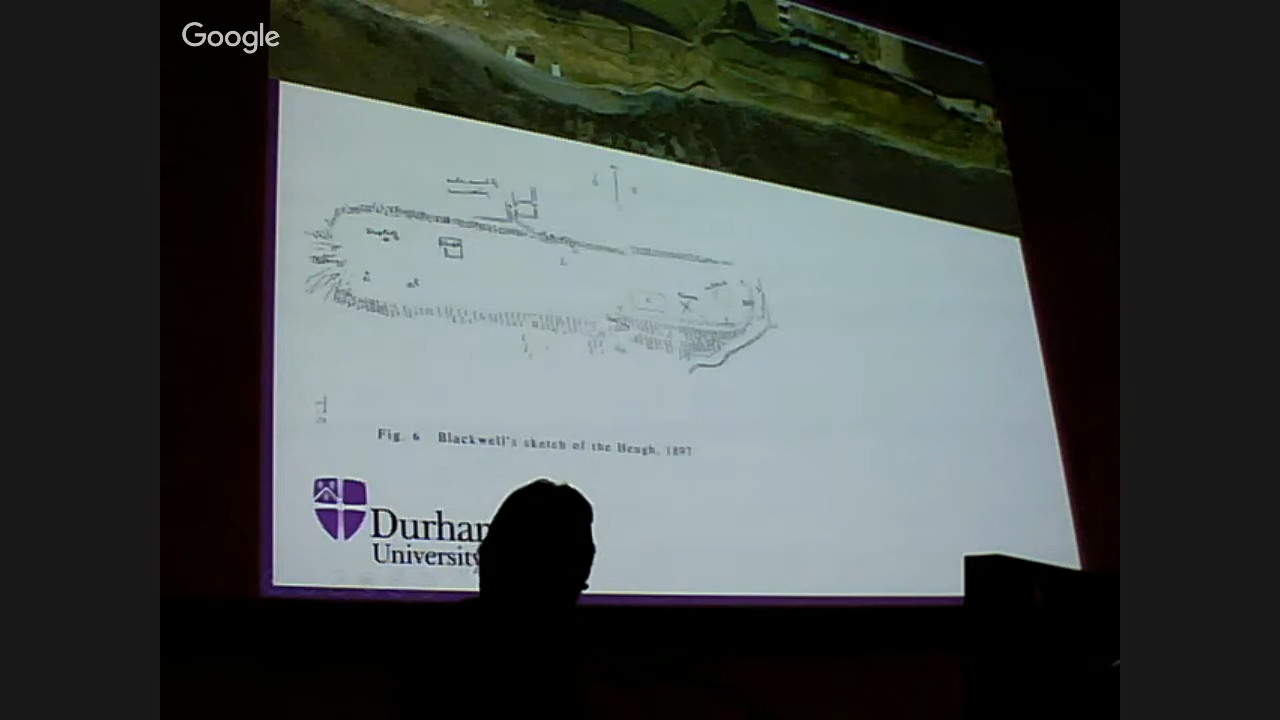 Google
Fig. 6 Blackwell's sketch of the Heugh, 1897
Durham
University